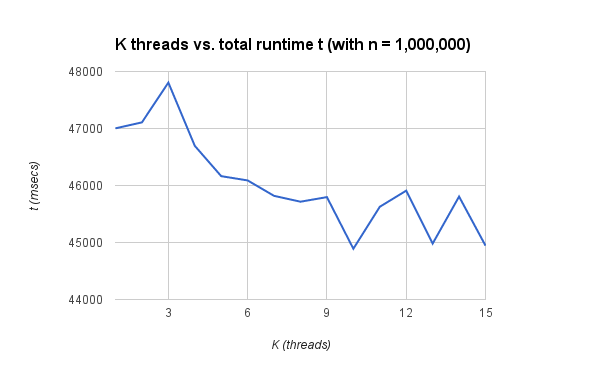 K threads vs. total runtime t (with n = 1,000,000)
48000
47000
46000
45000
44000
t (msecs)
3 6 9 12 15
K (threads)